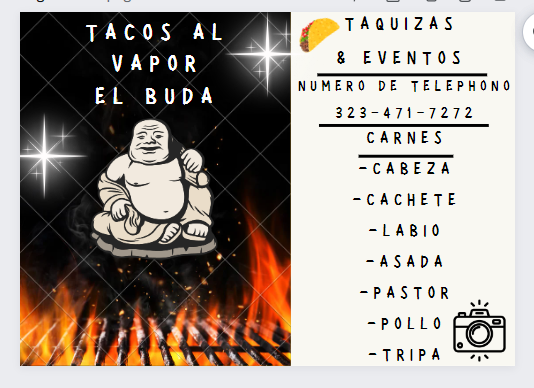 TACOS AL
VAPOR
EL BUDA
TAQUIZAS
& EVENTOS
NUMERO DE TELEPHONO
323-471-7272
CARNES
-CABEZA
-CACHETE
-LABIO
-ASADA
-PASTOR
-POLLO
-TRIPA